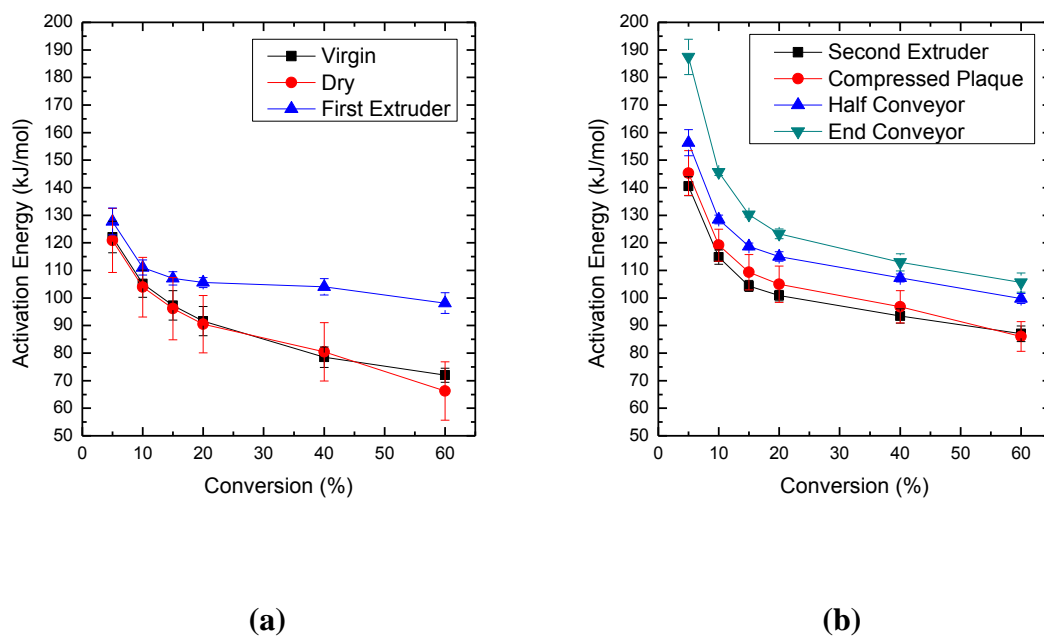 200
190
180
170
160
150
140
130
120
110
100
90
80
70
60
50
Activation Energy (kJ/mol)
Virgin
Dry
First Extruder
0 10 20 30 40 50 60
Conversion (%)
(a)
200
190
180
170
160
150
140
130
120
110
100
90
80
70
60
50
Activation Energy (kJ/mol)
Second Extruder
Compressed Plaque
Half Conveyor
End Conveyor
0 10 20 30 40 50 60
Conversion (%)
(b)